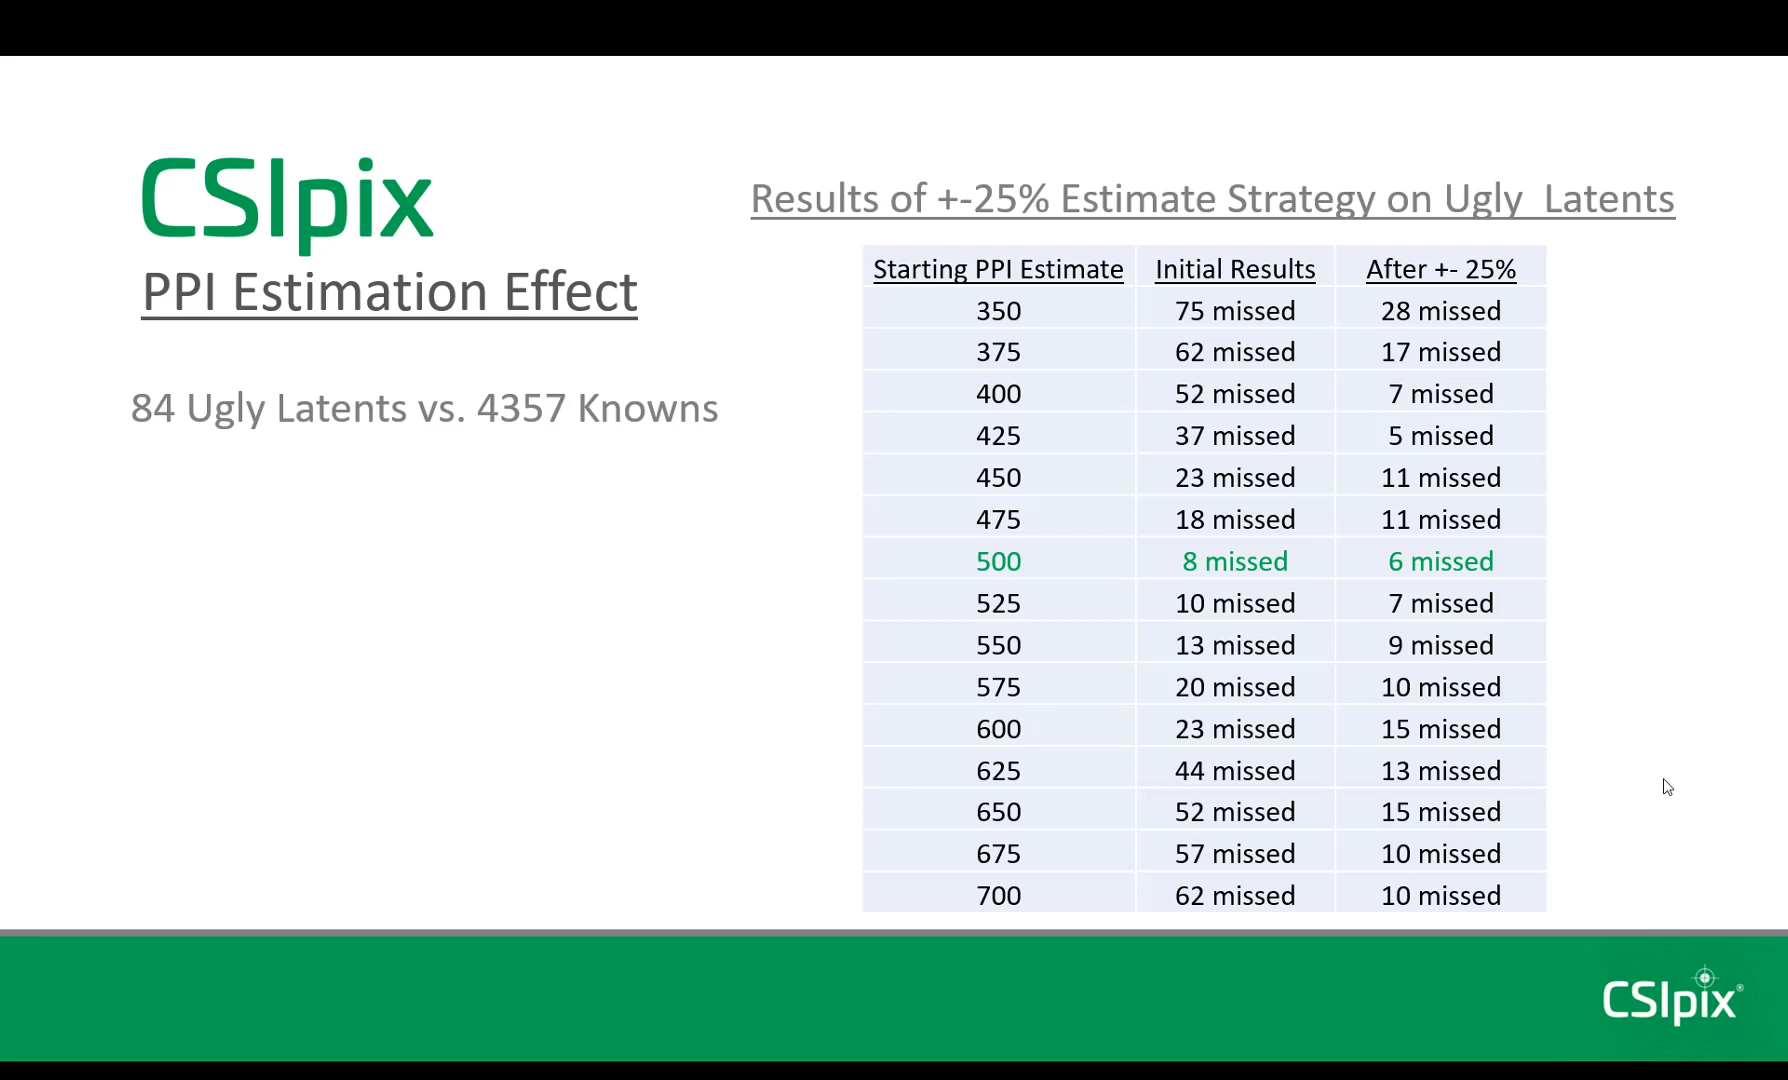 CSIpix
PPI Estimation Effect
84 Ugly Latents vs. 4357 Knowns
Results of +-25% Estimate Strategy on Ugly  Latents
Starting PPI Estimate Initial Results After +- 25%
350 75 missed 28 missed
375 62 missed 17 missed
400 52 missed 7 missed
425 37 missed 5 missed
450 23 missed 11 missed
475 18 missed 11 missed
500 8 missed 6 missed
525 10 missed 7 missed
550 13 missed 9 missed
575 20 missed 10 missed
600 23 missed 15 missed
625 44 missed 13 missed
650 52 missed 15 missed
675 57 missed 10 missed
700 62 missed 10 missed
CSIpix®